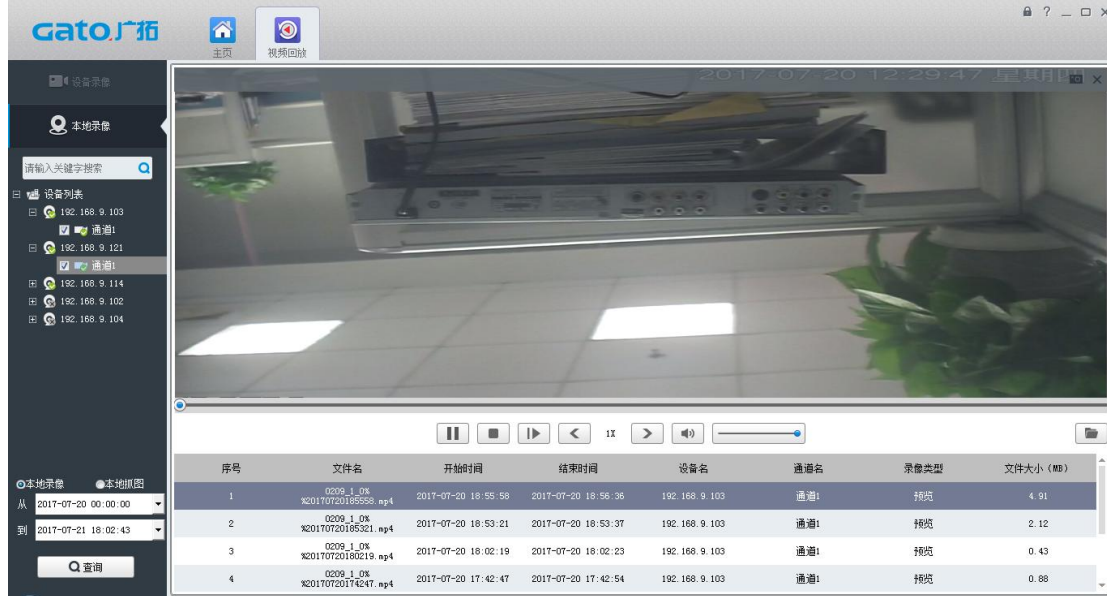 Gato.广拓
主页
视频回放
设备录像
本地录像
请输入关键字搜索
设备列表
192.168.9.103
通道1
192.168.9.121
通道1
192.168.9.114
192.168.9.102
192.168.9.104
本地录像 本地抓图
从 2017-07-20 00:00:00
到 2017-07-21 18:02:43
查询
2017-07-20 12:29:47 星期四
1X
序号 文件名 开始时间 结束时间 设备名 通道名 录像类型 文件大小 (MB)
1 0209_1_0%%20170720185558.mp4 2017-07-20 18:55:58 2017-07-20 18:56:36 192.168.9.103 通道1 预览 4.91
2 0209_1_0%%20170720185321.mp4 2017-07-20 18:53:21 2017-07-20 18:53:37 192.168.9.103 通道1 预览 2.12
3 0209_1_0%%20170720180219.mp4 2017-07-20 18:02:19 2017-07-20 18:02:23 192.168.9.103 通道1 预览 0.43
4 0209_1_0%%20170720174247.mp4 2017-07-20 17:42:47 2017-07-20 17:42:54 192.168.9.103 通道1 预览 0.88